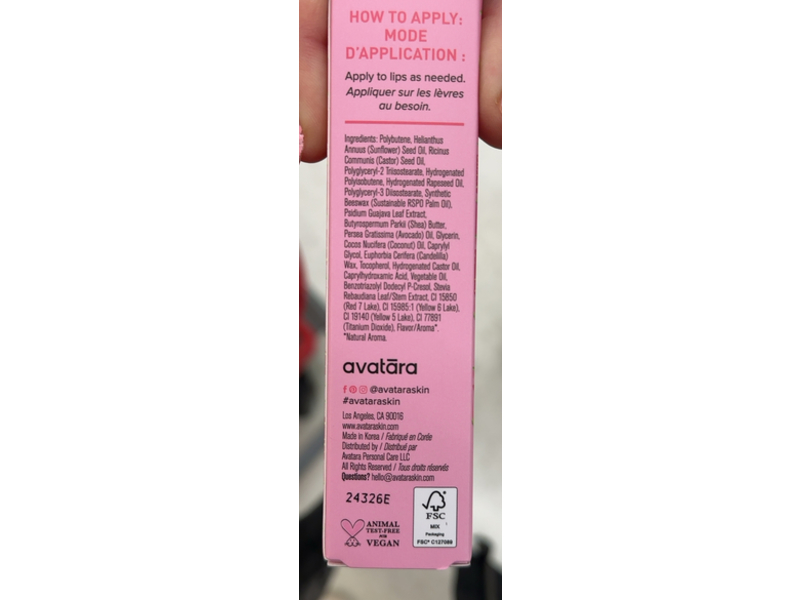 HOW TO APPLY:
MODE
D'APPLICATION :
Apply to lips as needed.
Appliquer sur les lèvres
au besoin.
Ingredients: Polybutene, Helianthus
Annuus (Sunflower) Seed Oil, Ricinus
Communis (Castor) Seed Oil,
Polyglyceryl-2 Triisostearate, Hydrogenated
Polyisobutene, Hydrogenated Rapeseed Oil,
Polyglyceryl-3 Diisostearate, Synthetic
Beeswax (Sustainable RSPO Palm Oil),
Psidium Guajava Leaf Extract,
Butyrospermum Parkii (Shea) Butter,
Persea Gratissima (Avocado) Oil, Glycerin,
Cocos Nucifera (Coconut) Oil, Caprylyl
Glycol, Euphorbia Cerifera (Candelilla)
Wax, Tocopherol, Hydrogenated Castor Oil,
Caprylhydroxamic Acid, Vegetable Oil,
Benzotriazolyl Dodecyl P-Cresol, Stevia
Rebaudiana Leaf/Stem Extract, CI 15850
(Red 7 Lake), CI 15985:1 (Yellow 6 Lake),
CI 19140 (Yellow 5 Lake), CI 77891
(Titanium Dioxide), Flavor/Aroma*.
*Natural Aroma.
avatāra
@avataraskin
#avataraskin
Los Angeles, CA 90016
www.avataraskin.com
Made in Korea / Fabriqué en Corée
Distributed by / Distribué par
Avatara Personal Care LLC
All Rights Reserved / Tous droits réservés
Questions? hello@avataraskin.com
24326E
ANIMAL
TEST-FREE
VEGAN
FSC
MIX
Packaging
FSC® C127089